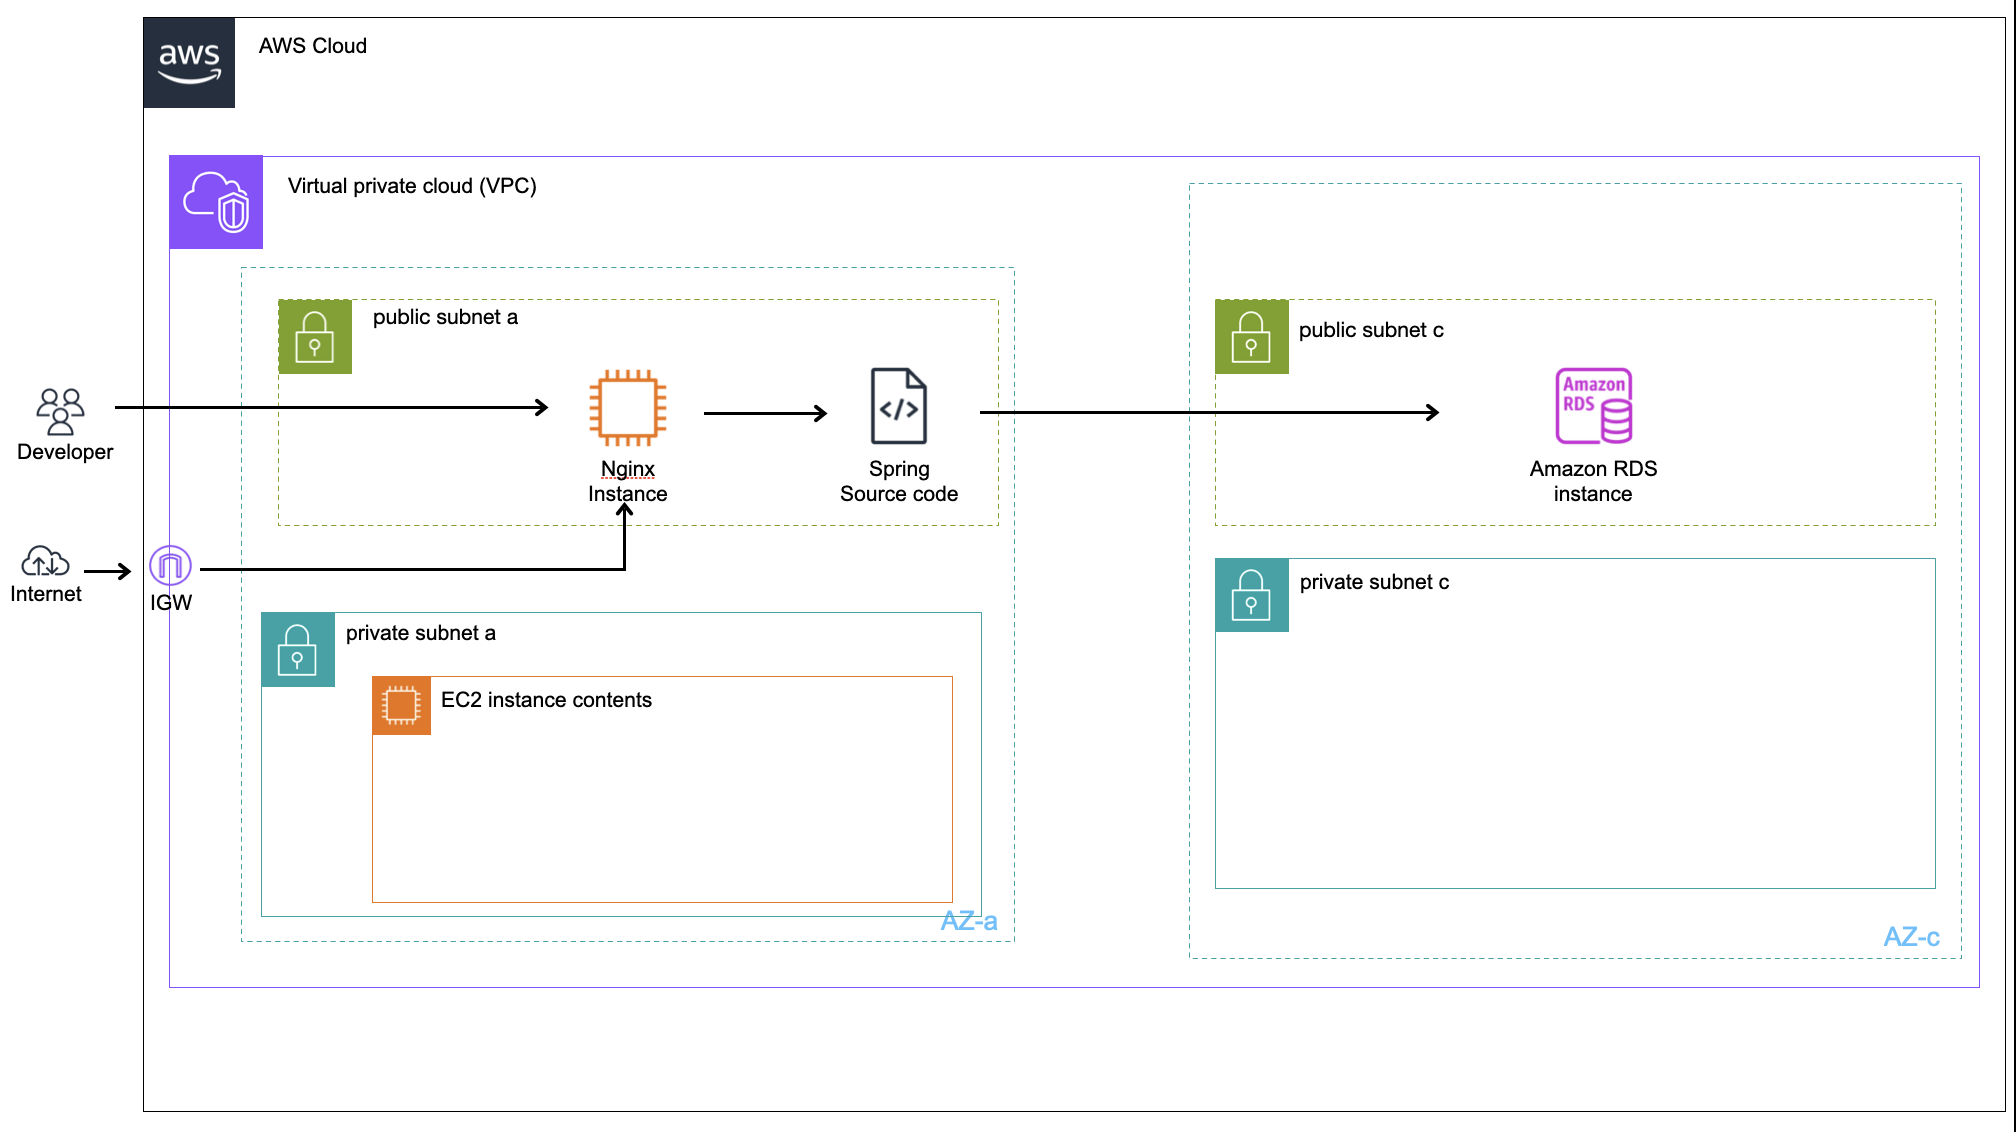 aws
AWS Cloud
Virtual private cloud (VPC)
public subnet a
public subnet c
Amazon
RDS
Developer
Nginx
Instance
Spring
Source code
Amazon RDS
instance
Internet
IGW
private subnet a
private subnet c
EC2 instance contents
AZ-a
AZ-c